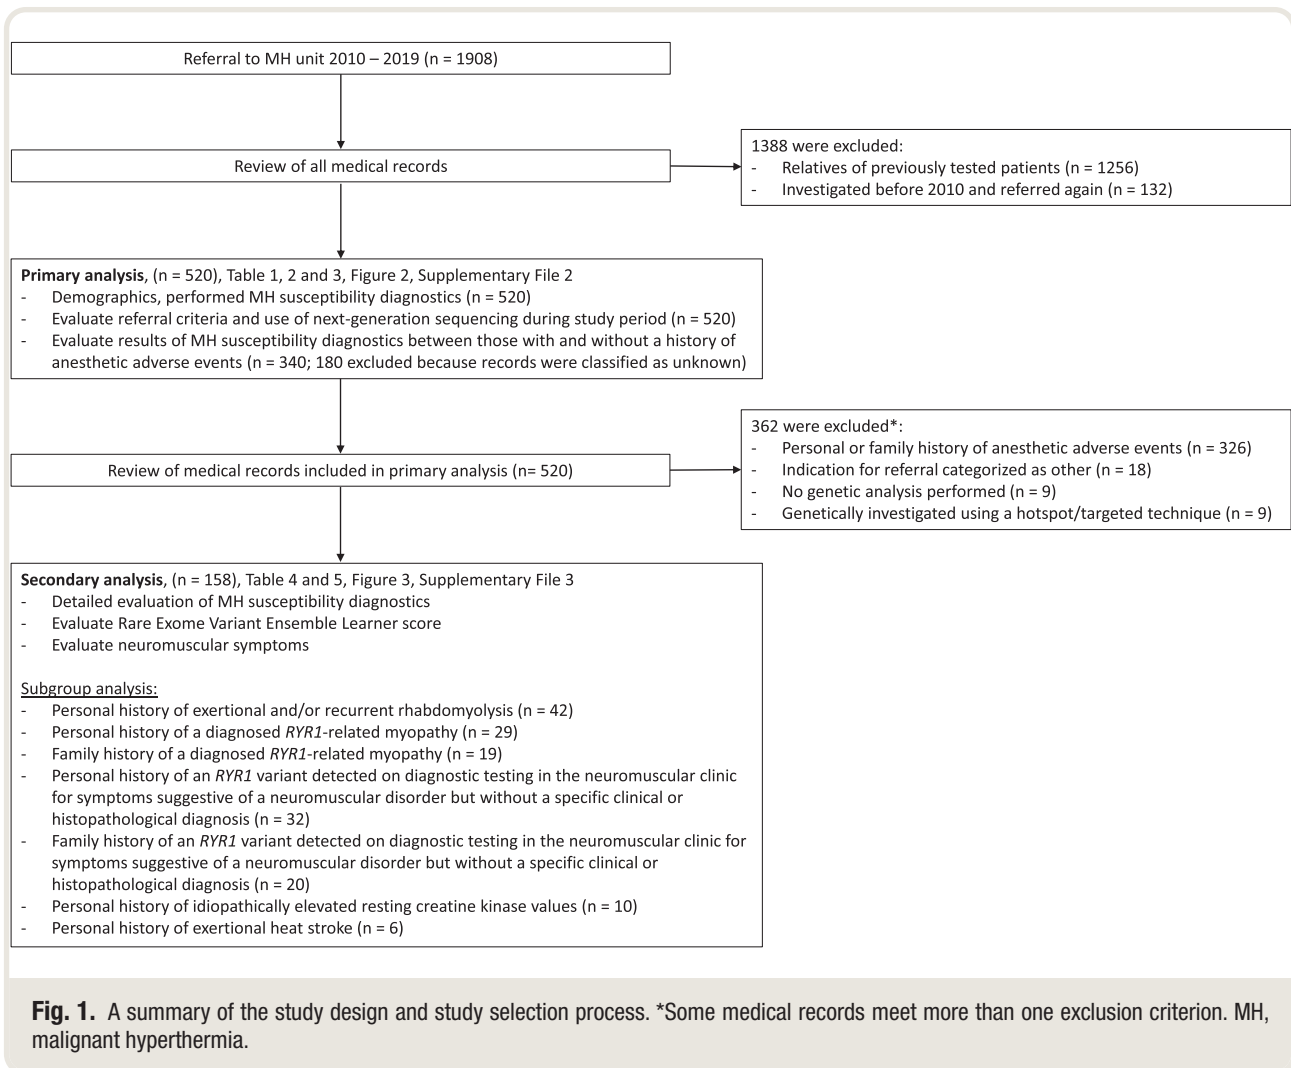 Referral to MH unit 2010 – 2019 (n = 1908)
Review of all medical records
1388 were excluded:
- Relatives of previously tested patients (n = 1256)
- Investigated before 2010 and referred again (n = 132)
Primary analysis, (n = 520), Table 1, 2 and 3, Figure 2, Supplementary File 2
- Demographics, performed MH susceptibility diagnostics (n = 520)
- Evaluate referral criteria and use of next-generation sequencing during study period (n = 520)
- Evaluate results of MH susceptibility diagnostics between those with and without a history of
anesthetic adverse events (n = 340; 180 excluded because records were classified as unknown)
Review of medical records included in primary analysis (n= 520)
362 were excluded*:
- Personal or family history of anesthetic adverse events (n = 326)
- Indication for referral categorized as other (n = 18)
- No genetic analysis performed (n = 9)
- Genetically investigated using a hotspot/targeted technique (n = 9)
Secondary analysis, (n = 158), Table 4 and 5, Figure 3, Supplementary File 3
- Detailed evaluation of MH susceptibility diagnostics
- Evaluate Rare Exome Variant Ensemble Learner score
- Evaluate neuromuscular symptoms
Subgroup analysis:
- Personal history of exertional and/or recurrent rhabdomyolysis (n = 42)
- Personal history of a diagnosed RYR1-related myopathy (n = 29)
- Family history of a diagnosed RYR1-related myopathy (n = 19)
- Personal history of an RYR1 variant detected on diagnostic testing in the neuromuscular clinic
for symptoms suggestive of a neuromuscular disorder but without a specific clinical or
histopathological diagnosis (n = 32)
- Family history of an RYR1 variant detected on diagnostic testing in the neuromuscular clinic for
symptoms suggestive of a neuromuscular disorder but without a specific clinical or
histopathological diagnosis (n = 20)
- Personal history of idiopathically elevated resting creatine kinase values (n = 10)
- Personal history of exertional heat stroke (n = 6)
Fig. 1. A summary of the study design and study selection process. *Some medical records meet more than one exclusion criterion. MH,
malignant hyperthermia.